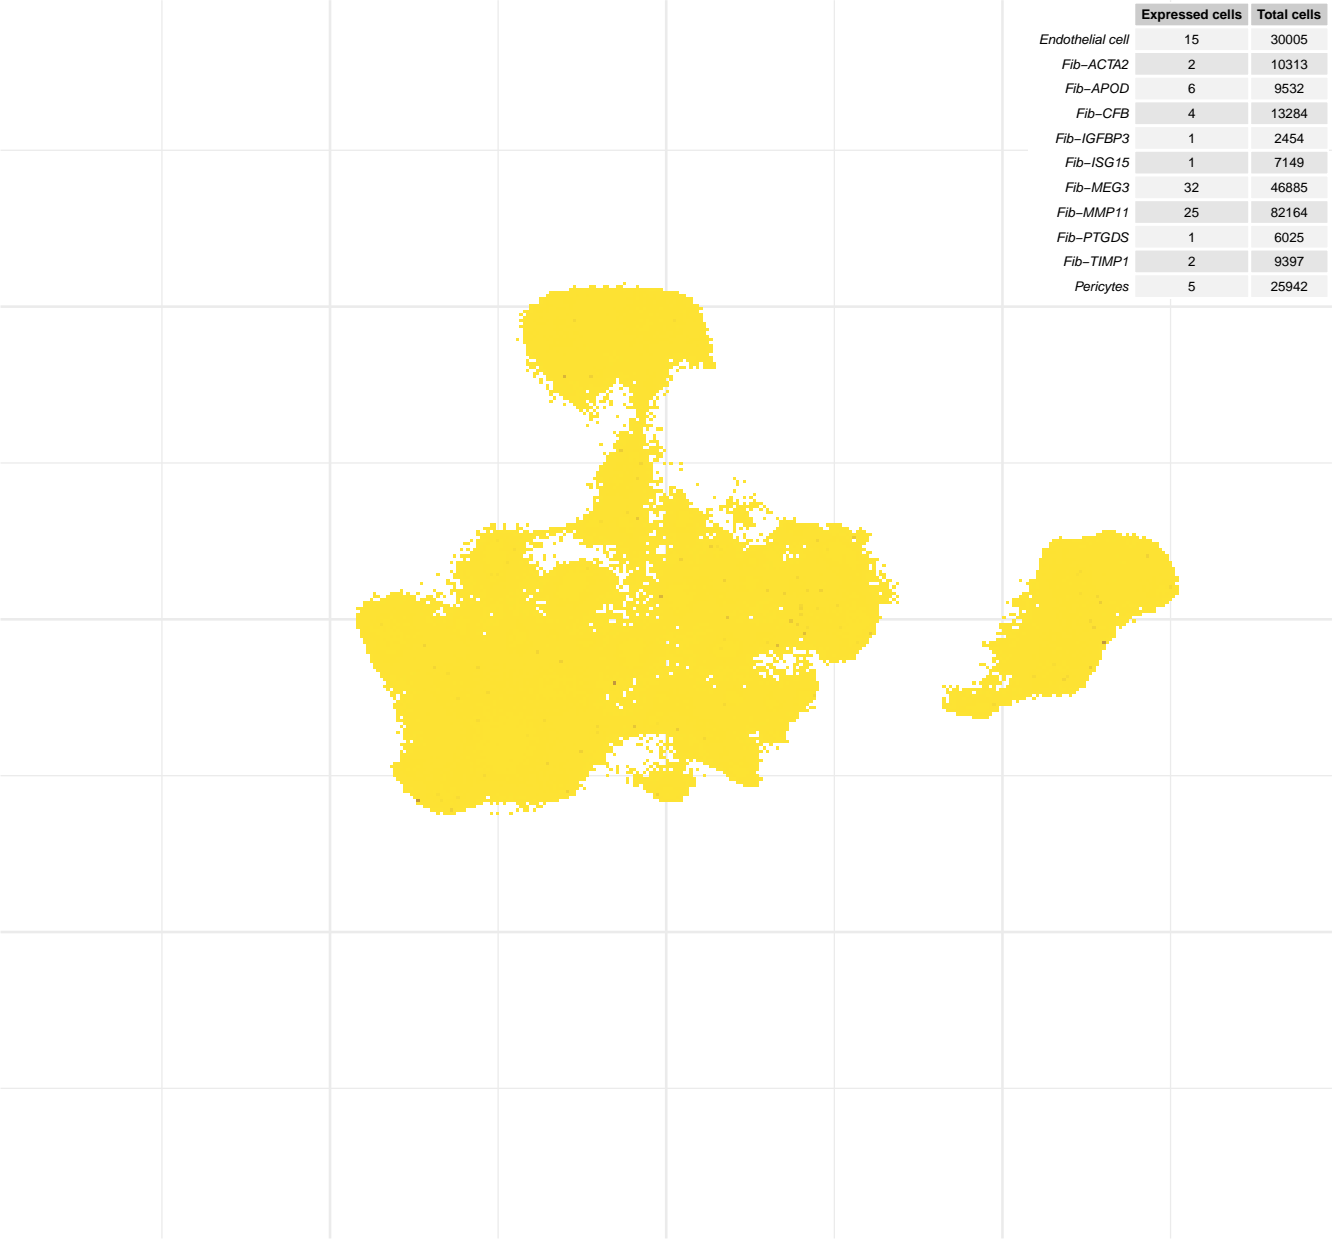 Expressed cells Total cells
Endothelial cell 15 30005
Fib−ACTA2 2 10313
Fib−APOD 6 9532
Fib−CFB 4 13284
Fib−IGFBP3 1 2454
Fib−ISG15 1 7149
Fib−MEG3 32 46885
Fib−MMP11 25 82164
Fib−PTGDS 1 6025
Fib−TIMP1 2 9397
Pericytes 5 25942